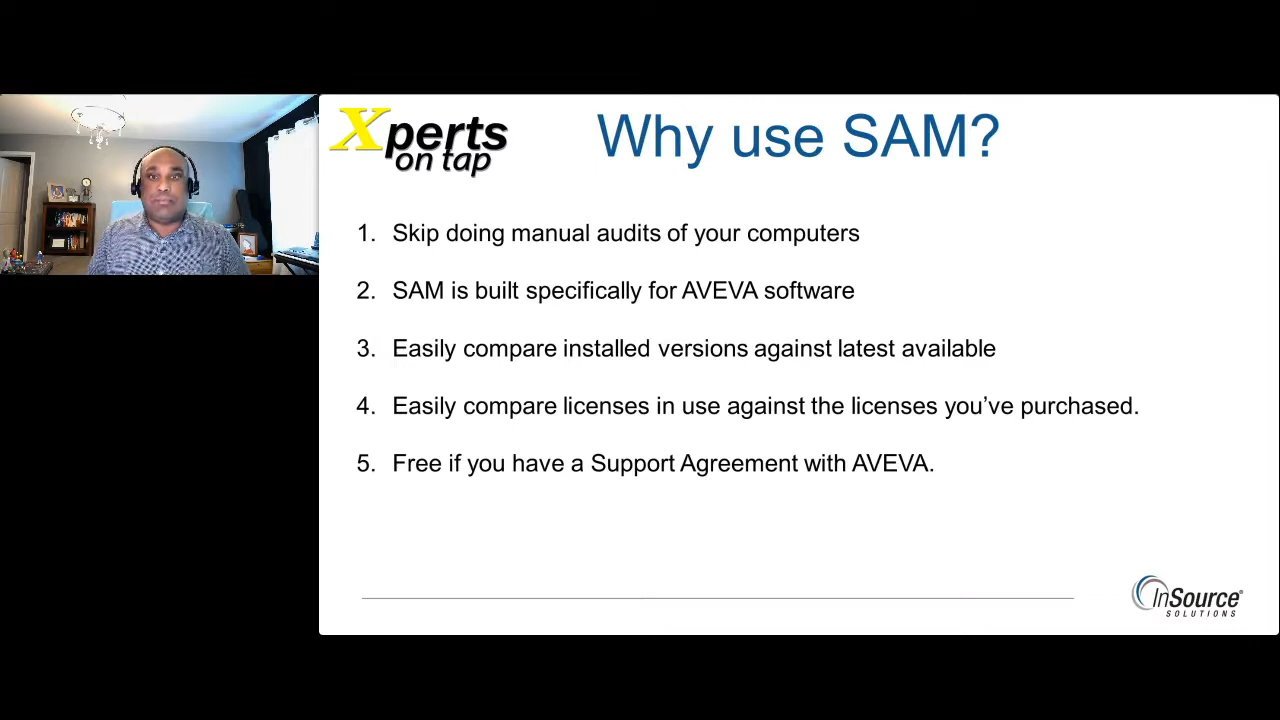 Xperts
on tap
Why use SAM?
1. Skip doing manual audits of your computers
2. SAM is built specifically for AVEVA software
3. Easily compare installed versions against latest available
4. Easily compare licenses in use against the licenses you’ve purchased.
5. Free if you have a Support Agreement with AVEVA.
InSource®
SOLUTIONS